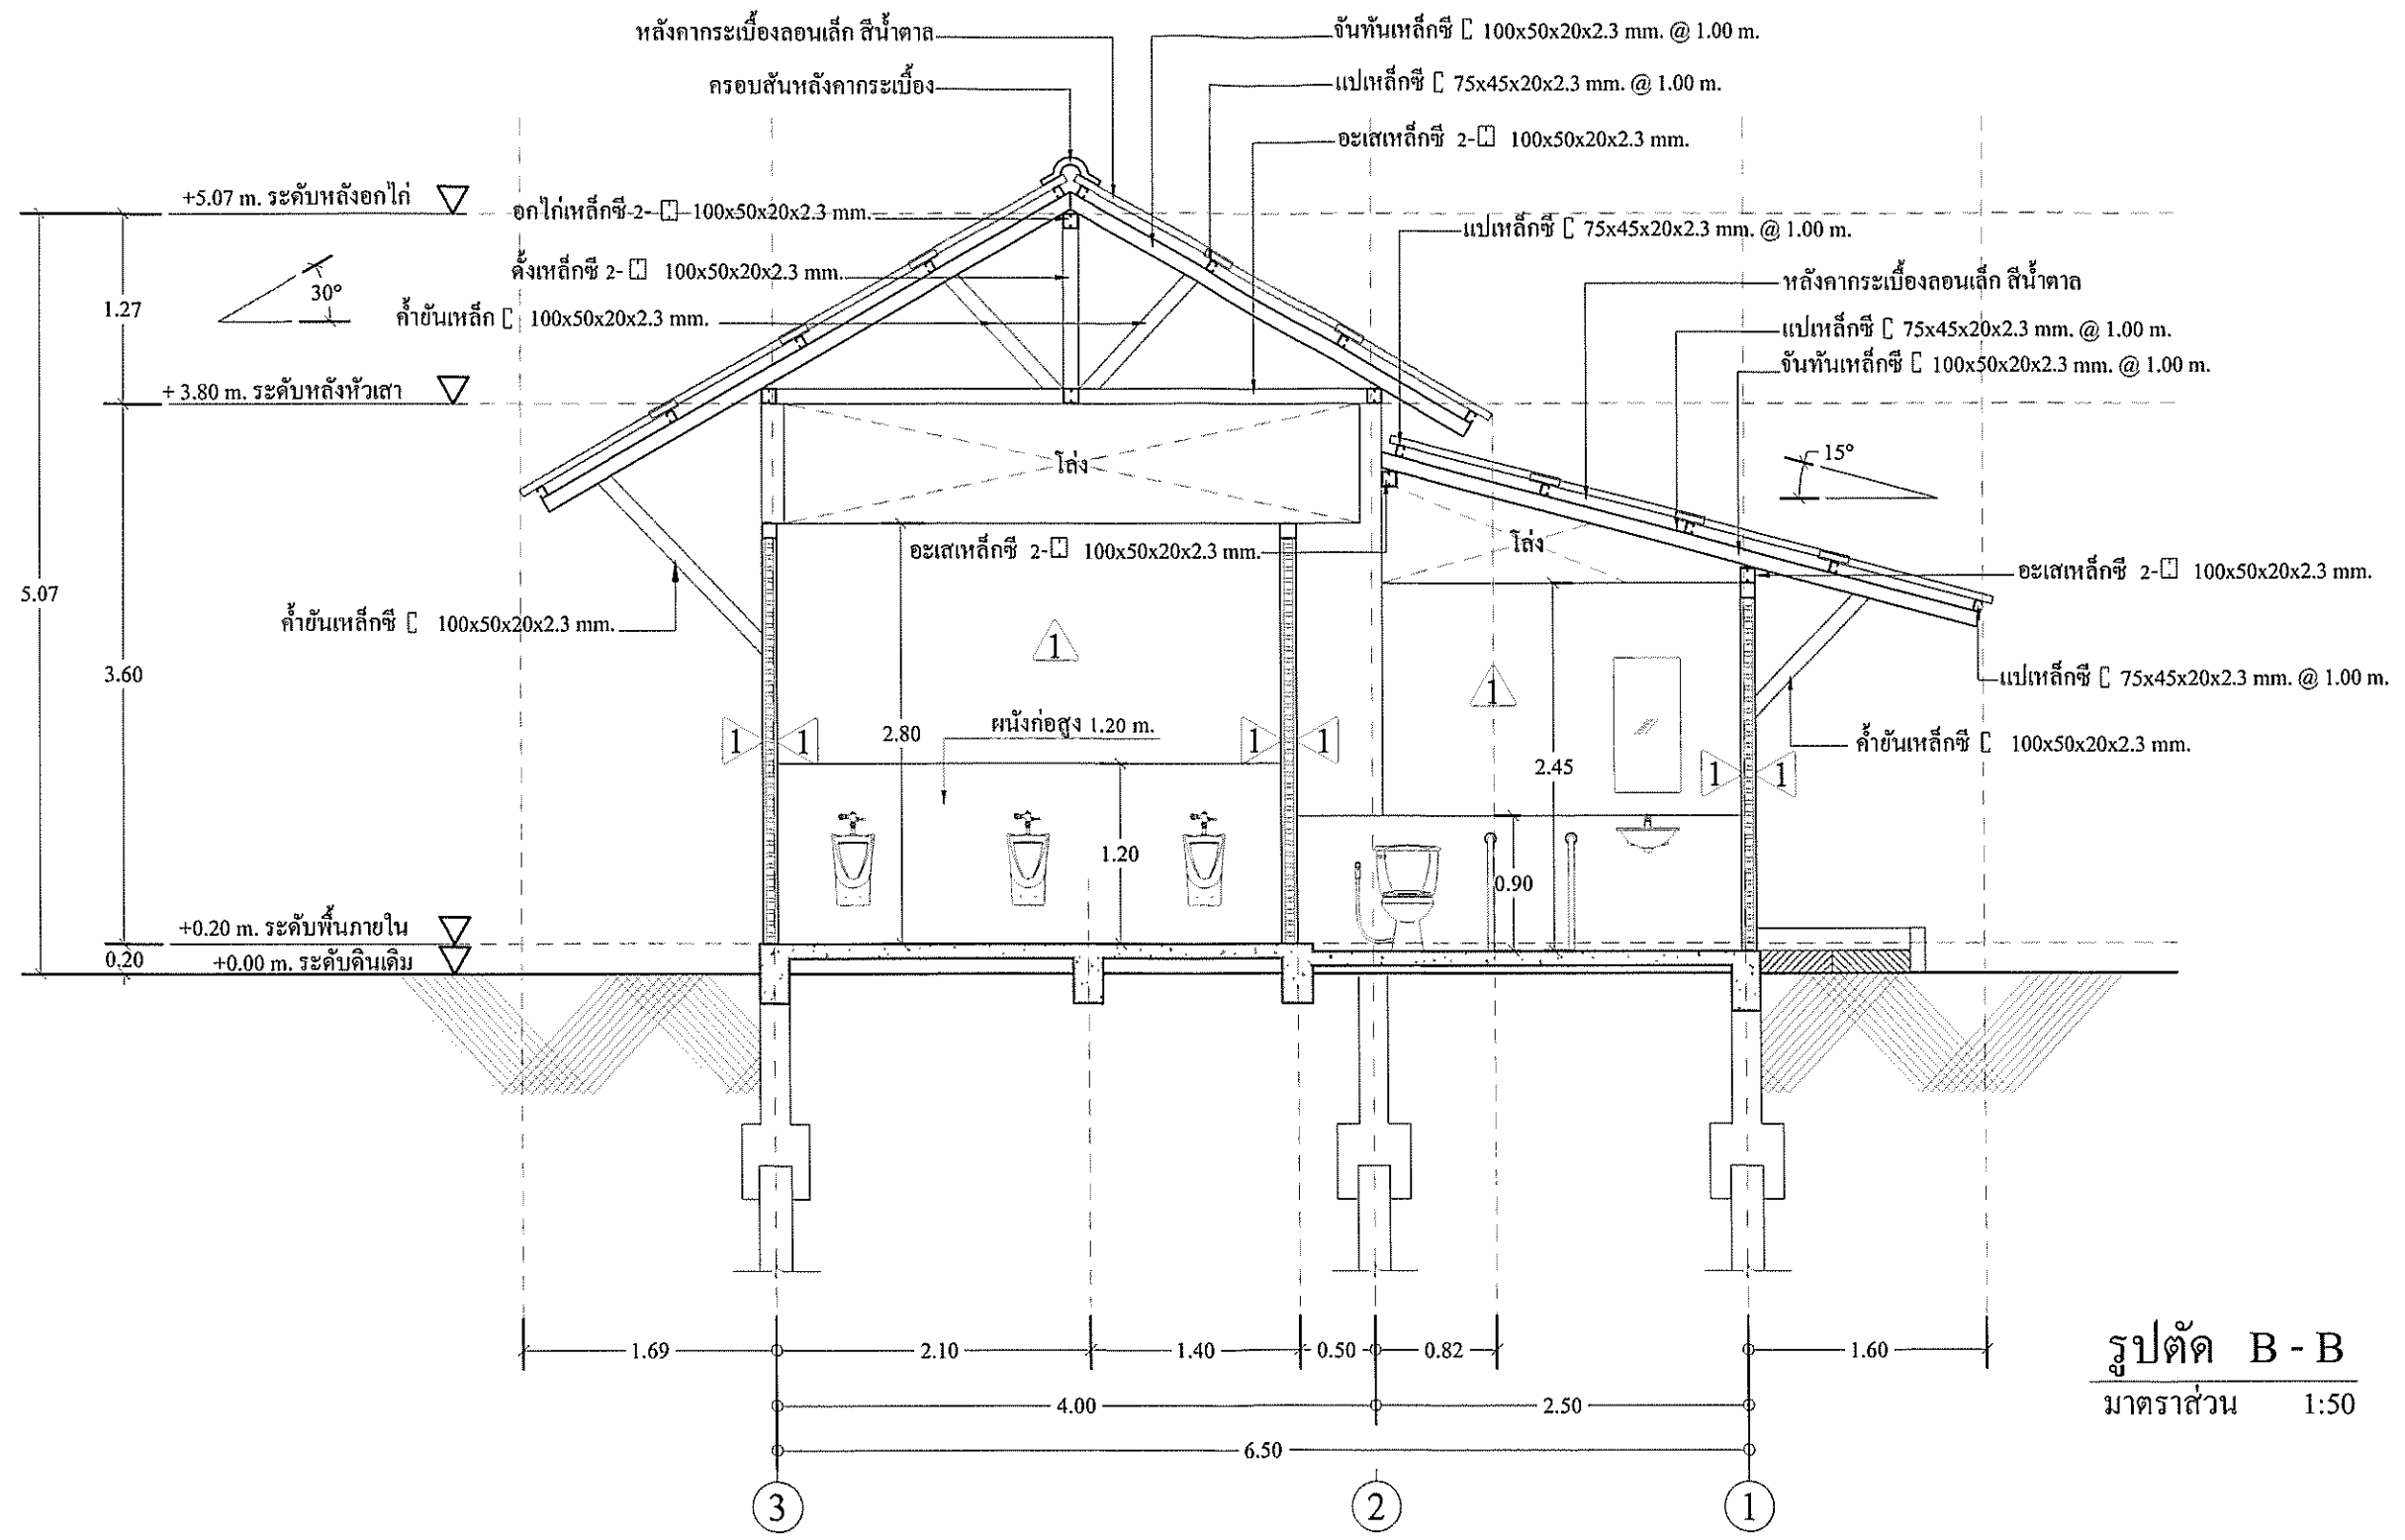 หลังคากระเบื้องลอนเล็ก สีน้ำตาล
จันทันเหล็กซี [ 100x50x20x2.3 mm. @ 1.00 m.
ครอบสันหลังคากระเบื้อง
แปเหล็กซี [ 75x45x20x2.3 mm. @ 1.00 m.
อะเสเหล็กซี 2-[] 100x50x20x2.3 mm.
+5.07 m. ระดับหลังอกไก่
อกไก่เหล็กซี 2-[] 100x50x20x2.3 mm.
แปเหล็กซี [ 75x45x20x2.3 mm. @ 1.00 m.
ดั้งเหล็กซี 2-[] 100x50x20x2.3 mm.
หลังคากระเบื้องลอนเล็ก สีน้ำตาล
30°
1.27
ค้ำยันเหล็ก [ 100x50x20x2.3 mm.
แปเหล็กซี [ 75x45x20x2.3 mm. @ 1.00 m.
จันทันเหล็กซี [ 100x50x20x2.3 mm. @ 1.00 m.
+ 3.80 m. ระดับหลังหัวเสา
โล่ง
15°
อะเสเหล็กซี 2-[] 100x50x20x2.3 mm.
โล่ง
อะเสเหล็กซี 2-[] 100x50x20x2.3 mm.
5.07
ค้ำยันเหล็กซี [ 100x50x20x2.3 mm.
1
3.60
1
แปเหล็กซี [ 75x45x20x2.3 mm. @ 1.00 m.
ผนังก่อสูง 1.20 m.
1 1
2.80
1 1
ค้ำยันเหล็กซี [ 100x50x20x2.3 mm.
2.45
1 1
1.20
0.90
+0.20 m. ระดับพื้นภายใน
0.20
+0.00 m. ระดับดินเดิม
1.69 2.10 1.40 0.50 0.82 1.60
4.00 2.50
6.50
3 2 1
รูปตัด B - B
มาตราส่วน 1:50